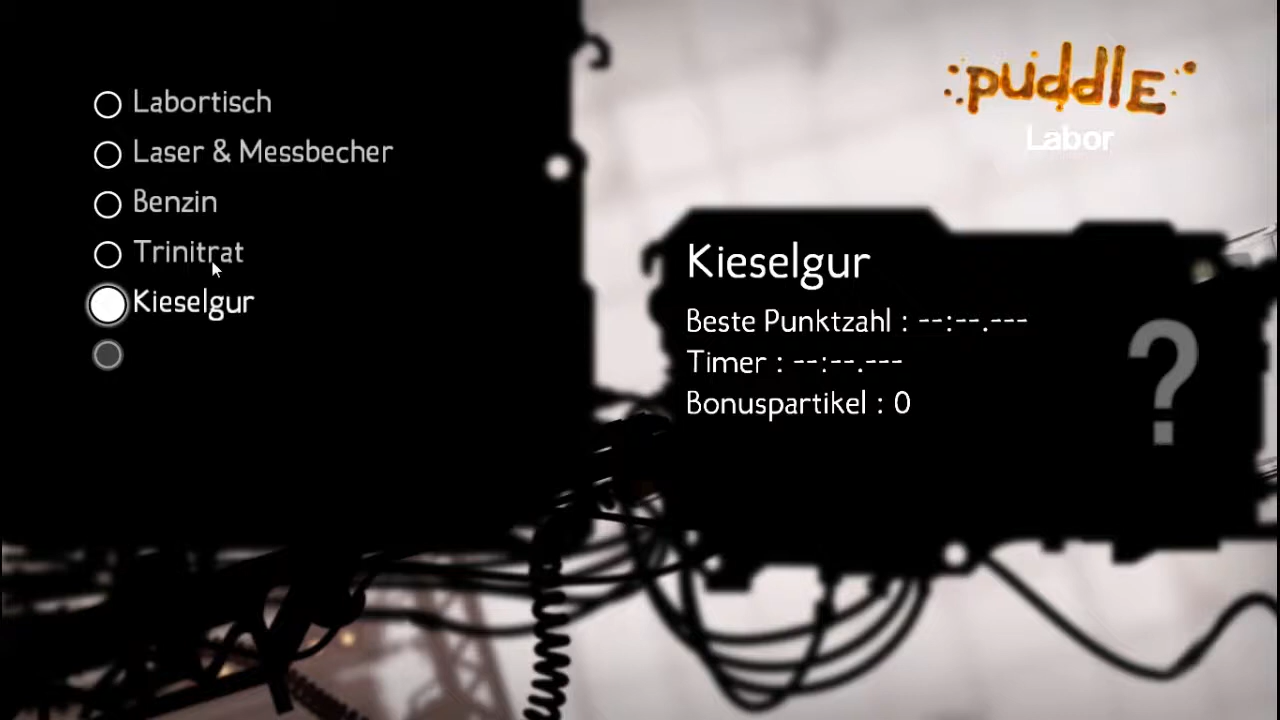 Labortisch
Laser & Messbecher
Benzin
Trinitrat
Kieselgur
puddlE
Labor
Kieselgur
Beste Punktzahl : --:--.---
Timer : --:--.---
Bonuspartikel : 0
?